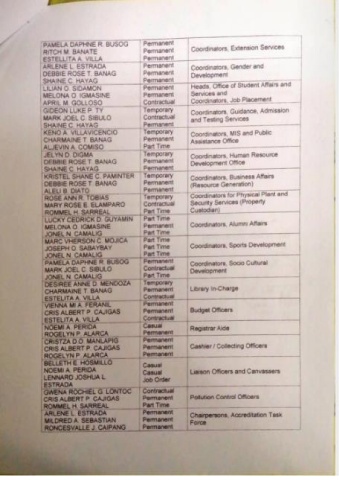 PAMELA DAPHNE R. BUSOG Permanent
RITCH M. BANATE Permanent Coordinators, Extension Services
ESTELLITA A. VILLA Permanent
ARLENE L. ESTRADA Permanent Coordinators, Gender and
DEBBIE ROSE T. BANAG Permanent Development
SHAINE C. HAYAG Permanent
LILIAN O. SIDAMON Permanent Heads, Office of Student Affairs and
MELONA O. IGMASINE Permanent Services and
APRIL M. GOLLOSO Contractual Coordinators, Job Placement
GIDEON LUKE P. TY Temporary Coordinators, Guidance, Admission
MARK JOEL C. SIBULO Contractual and Testing Services
SHAINE C. HAYAG Permanent
KENO A. VILLAVICENCIO Temporary Coordinators, MIS and Public
CHARMAINE T. BANAG Permanent Assistance Office
ALJEVIN A. COMISO Part Time
JELYN D. DIGMA Temporary Coordinators, Human Resource
DEBBIE ROSE T. BANAG Permanent Development Office
SHAINE C. HAYAG Permanent
KRISTEL SHANE C. PAMINTER Temporary Coordinators, Business Affairs
DEBBIE ROSE T. BANAG Permanent (Resource Generation)
ALELI B. DIATO Permanent
ROSE ANN R. TOBIAS Temporary Coordinators for Physical Plant and
MARY ROSE E. ELAMPARO Contractual Security Services (Property
ROMMEL H. SARREAL Part Time Custodian)
LUCKY CEDRICK D. GUYAMIN Part Time
MELONA O. IGMASINE Permanent Coordinators, Alumni Affairs
JONEL N. CAMALIG Part Time
MARC VHERSON C. MOJICA Part Time
JOSEPH G. GABAYBAY Part Time Coordinators, Sports Development
JONEL N. CAMALIG Part Time
PAMELA DAPHNE R. BUSOG Permanent Coordinators, Socio Cultural
MARK JOEL C. SIBULO Contractual Development
JONEL N. CAMALIG Part Time
DESIREE ANNE D. MENDOZA Temporary
CHARMAINE T. BANAG Permanent Library In-Charge
ESTELITA A. VILLA Contractual
VIENNA MI A. FERANIL Permanent
CRIS ALBERT P. CAJIGAS Permanent Budget Officers
ESTELITA A. VILLA Contractual
NOEMI A. PERIDA Casual Registrar Aids
ROGELYN P. ALARCA Permanent
CRISTZA D.O. MANLAPIG Permanent
CRIS ALBERT P. CAJIGAS Permanent Cashier / Collecting Officers
ROGELYN P. ALARCA Permanent
BELLETH E. HOSMILLO Casual
NOEMI A. PERIDA Casual Liaison Officers and Canvassers
LENNARD JOSHUA L. Job Order
ESTRADA
GWENA ROCHIEL G. LONTOC Contractual
CRIS ALBERT P. CAJIGAS Permanent Pollution Control Officers
ROMMEL H. SARREAL Part Time
ARLENE L. ESTRADA Permanent Chairpersons, Accreditation Task
MILDRED A. SEBASTIAN Permanent Force
RONCESVALLE J. CAIPANG Permanent